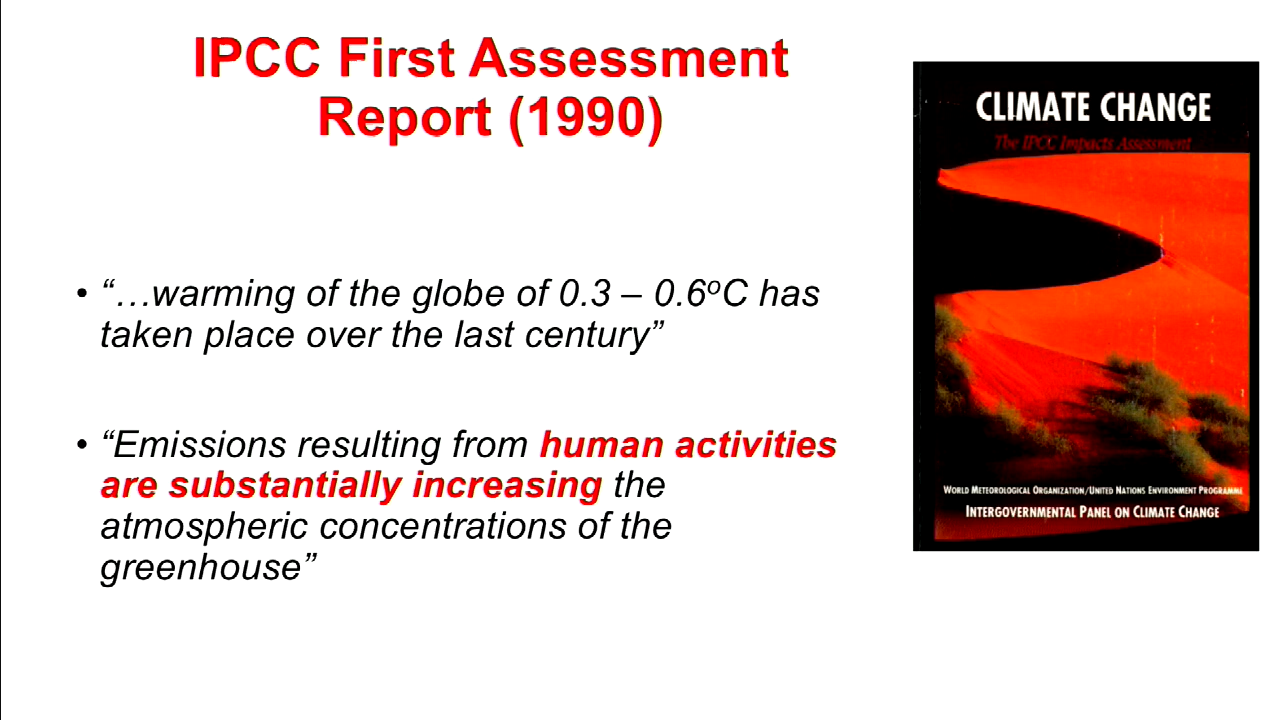 IPCC First Assessment
Report (1990)
• “…warming of the globe of 0.3 – 0.6ºC has
taken place over the last century”
• “Emissions resulting from human activities
are substantially increasing the
atmospheric concentrations of the
greenhouse”
CLIMATE CHANGE
The IPCC Impacts Assessment
WORLD METEOROLOGICAL ORGANIZATION/UNITED NATIONS ENVIRONMENT PROGRAMME
INTERGOVERNMENTAL PANEL ON CLIMATE CHANGE